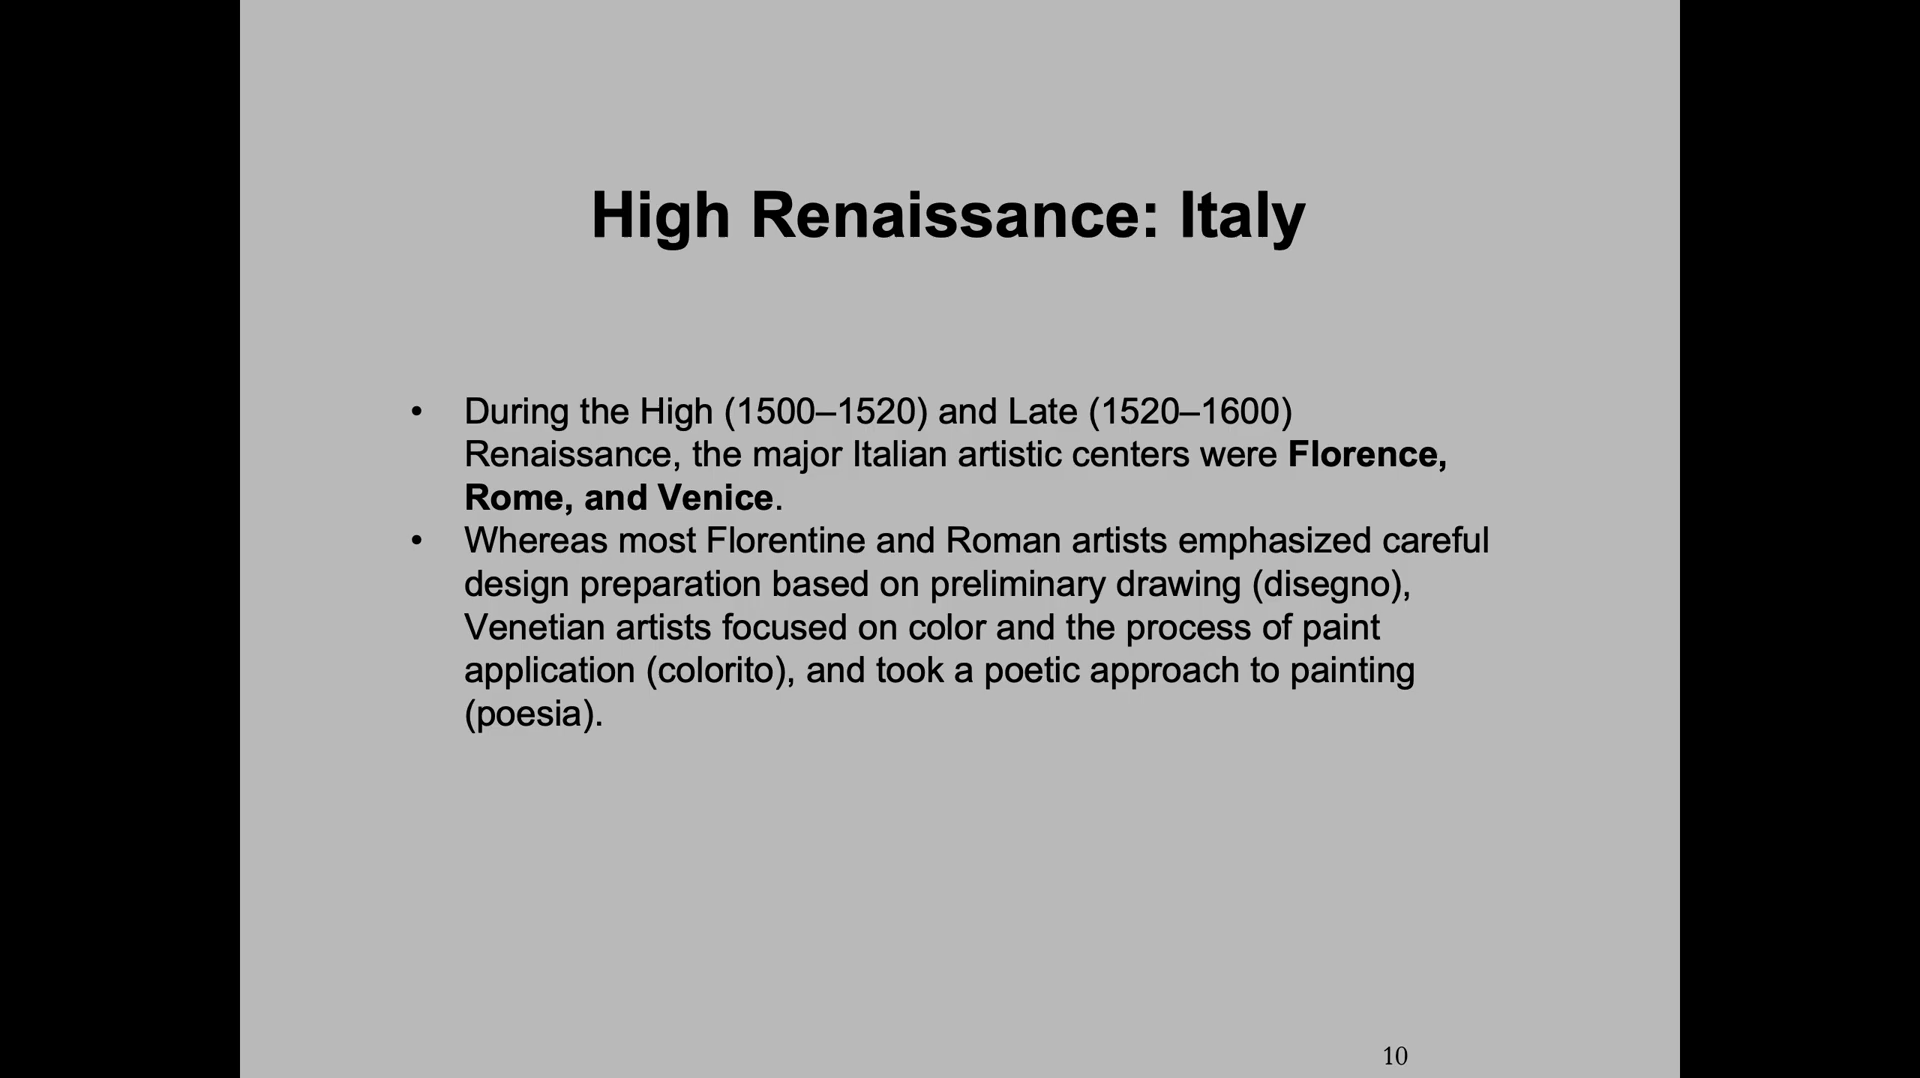 High Renaissance: Italy
• During the High (1500–1520) and Late (1520–1600)
Renaissance, the major Italian artistic centers were Florence,
Rome, and Venice.
• Whereas most Florentine and Roman artists emphasized careful
design preparation based on preliminary drawing (disegno),
Venetian artists focused on color and the process of paint
application (colorito), and took a poetic approach to painting
(poesia).
10